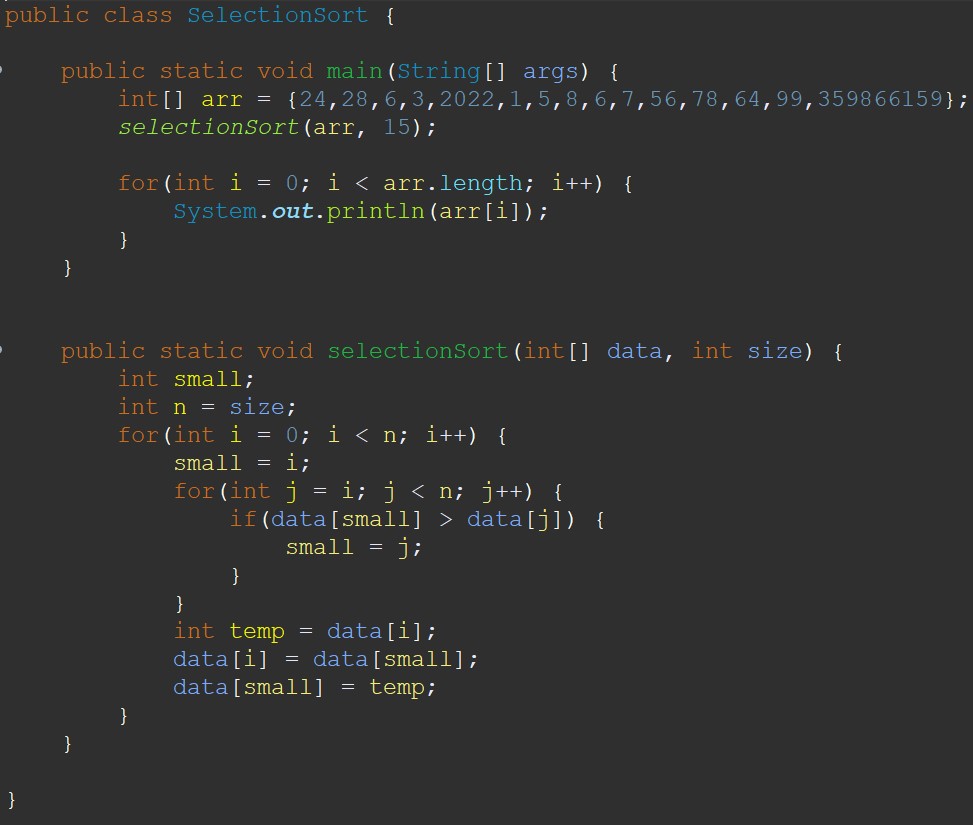 public class SelectionSort {
    public static void main(String[] args) {
        int[] arr = {24,28,6,3,2022,1,5,8,6,7,56,78,64,99,359866159};
        selectionSort(arr, 15);
        for(int i = 0; i < arr.length; i++) {
            System.out.println(arr[i]);
        }
    }
    public static void selectionSort(int[] data, int size) {
        int small;
        int n = size;
        for(int i = 0; i < n; i++) {
            small = i;
            for(int j = i; j < n; j++) {
                if(data[small] > data[j]) {
                    small = j;
                }
            }
            int temp = data[i];
            data[i] = data[small];
            data[small] = temp;
        }
    }
}